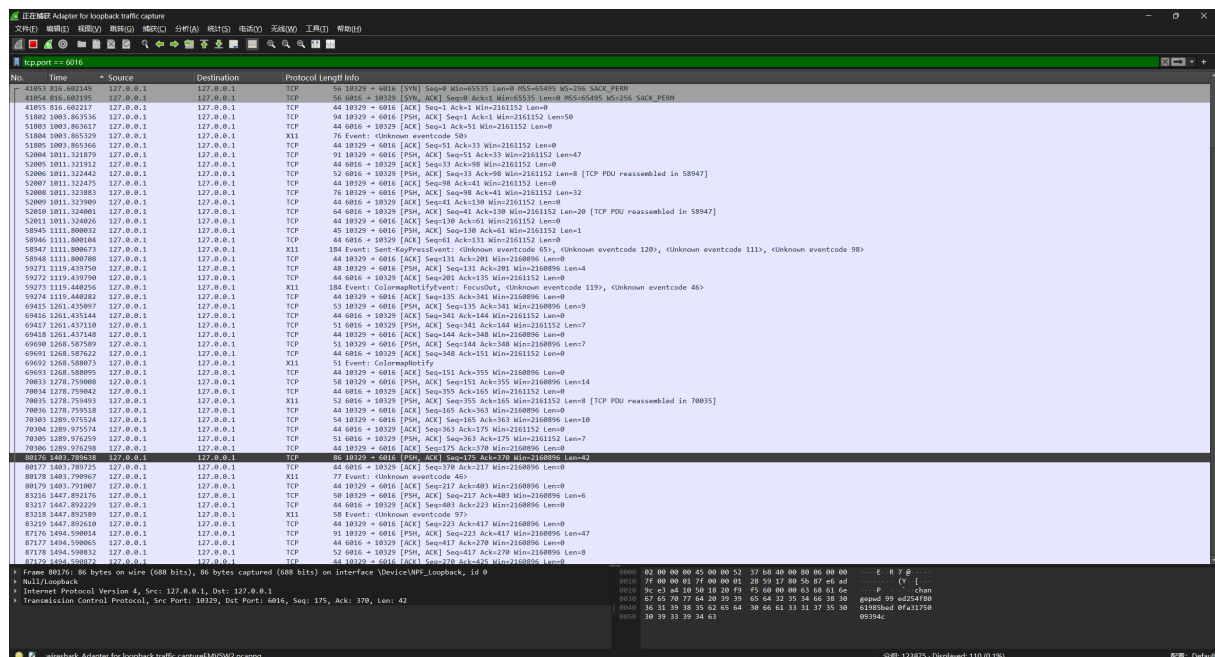 正在捕获 Adapter for loopback traffic capture
文件(F) 编辑(E) 视图(V) 跳转(G) 捕获(C) 分析(A) 统计(S) 电话(Y) 无线(W) 工具(T) 帮助(H)
tcp.port == 6016
No. Time Source Destination Protocol Length Info
41053 816.602149 127.0.0.1 127.0.0.1 TCP 56 10329 → 6016 [SYN] Seq=0 Win=65535 Len=0 MSS=65495 WS=256 SACK_PERM
41054 816.602195 127.0.0.1 127.0.0.1 TCP 56 6016 → 10329 [SYN, ACK] Seq=0 Ack=1 Win=65535 Len=0 MSS=65495 WS=256 SACK_PERM
41055 816.602217 127.0.0.1 127.0.0.1 TCP 44 10329 → 6016 [ACK] Seq=1 Ack=1 Win=2161152 Len=0
51802 1003.863536 127.0.0.1 127.0.0.1 TCP 94 10329 → 6016 [PSH, ACK] Seq=1 Ack=1 Win=2161152 Len=50
51803 1003.863617 127.0.0.1 127.0.0.1 TCP 44 6016 → 10329 [ACK] Seq=1 Ack=51 Win=2161152 Len=0
51804 1003.865329 127.0.0.1 127.0.0.1 X11 76 Event: <Unknown eventcode 50>
51805 1003.865366 127.0.0.1 127.0.0.1 TCP 44 10329 → 6016 [ACK] Seq=51 Ack=33 Win=2161152 Len=0
52004 1011.321879 127.0.0.1 127.0.0.1 TCP 91 10329 → 6016 [PSH, ACK] Seq=51 Ack=33 Win=2161152 Len=47
52005 1011.321912 127.0.0.1 127.0.0.1 TCP 44 6016 → 10329 [ACK] Seq=33 Ack=98 Win=2161152 Len=0
52006 1011.322442 127.0.0.1 127.0.0.1 TCP 52 6016 → 10329 [PSH, ACK] Seq=33 Ack=98 Win=2161152 Len=8 [TCP PDU reassembled in 58947]
52007 1011.322475 127.0.0.1 127.0.0.1 TCP 44 10329 → 6016 [ACK] Seq=98 Ack=41 Win=2161152 Len=0
52008 1011.323883 127.0.0.1 127.0.0.1 TCP 76 10329 → 6016 [PSH, ACK] Seq=98 Ack=41 Win=2161152 Len=32
52009 1011.323909 127.0.0.1 127.0.0.1 TCP 44 6016 → 10329 [ACK] Seq=41 Ack=130 Win=2161152 Len=0
52010 1011.324001 127.0.0.1 127.0.0.1 TCP 64 6016 → 10329 [PSH, ACK] Seq=41 Ack=130 Win=2161152 Len=20 [TCP PDU reassembled in 58947]
52011 1011.324026 127.0.0.1 127.0.0.1 TCP 44 10329 → 6016 [ACK] Seq=130 Ack=61 Win=2161152 Len=0
58945 1111.800032 127.0.0.1 127.0.0.1 TCP 45 10329 → 6016 [PSH, ACK] Seq=130 Ack=61 Win=2161152 Len=1
58946 1111.800104 127.0.0.1 127.0.0.1 TCP 44 6016 → 10329 [ACK] Seq=61 Ack=131 Win=2161152 Len=0
58947 1111.800673 127.0.0.1 127.0.0.1 X11 184 Event: Sent-KeyPressEvent: <Unknown eventcode 65>, <Unknown eventcode 120>, <Unknown eventcode 111>, <Unknown eventcode 98>
58948 1111.800708 127.0.0.1 127.0.0.1 TCP 44 10329 → 6016 [ACK] Seq=131 Ack=201 Win=2160896 Len=0
59271 1119.439750 127.0.0.1 127.0.0.1 TCP 48 10329 → 6016 [PSH, ACK] Seq=131 Ack=201 Win=2160896 Len=4
59272 1119.439790 127.0.0.1 127.0.0.1 TCP 44 6016 → 10329 [ACK] Seq=201 Ack=135 Win=2161152 Len=0
59273 1119.440256 127.0.0.1 127.0.0.1 X11 184 Event: ColormapNotifyEvent: FocusOut, <Unknown eventcode 119>, <Unknown eventcode 46>
59274 1119.440282 127.0.0.1 127.0.0.1 TCP 44 10329 → 6016 [ACK] Seq=135 Ack=341 Win=2160896 Len=0
69415 1261.435097 127.0.0.1 127.0.0.1 TCP 53 10329 → 6016 [PSH, ACK] Seq=135 Ack=341 Win=2160896 Len=9
69416 1261.435144 127.0.0.1 127.0.0.1 TCP 44 6016 → 10329 [ACK] Seq=341 Ack=144 Win=2161152 Len=0
69417 1261.437110 127.0.0.1 127.0.0.1 TCP 51 6016 → 10329 [PSH, ACK] Seq=341 Ack=144 Win=2161152 Len=7
69418 1261.437148 127.0.0.1 127.0.0.1 TCP 44 10329 → 6016 [ACK] Seq=144 Ack=348 Win=2160896 Len=0
69690 1268.587589 127.0.0.1 127.0.0.1 TCP 51 10329 → 6016 [PSH, ACK] Seq=144 Ack=348 Win=2160896 Len=7
69691 1268.587622 127.0.0.1 127.0.0.1 TCP 44 6016 → 10329 [ACK] Seq=348 Ack=151 Win=2161152 Len=0
69692 1268.588073 127.0.0.1 127.0.0.1 X11 51 Event: ColormapNotify
69693 1268.588095 127.0.0.1 127.0.0.1 TCP 44 10329 → 6016 [ACK] Seq=151 Ack=355 Win=2160896 Len=0
70033 1278.759008 127.0.0.1 127.0.0.1 TCP 58 10329 → 6016 [PSH, ACK] Seq=151 Ack=355 Win=2160896 Len=14
70034 1278.759042 127.0.0.1 127.0.0.1 TCP 44 6016 → 10329 [ACK] Seq=355 Ack=165 Win=2161152 Len=0
70035 1278.759493 127.0.0.1 127.0.0.1 X11 52 6016 → 10329 [PSH, ACK] Seq=355 Ack=165 Win=2161152 Len=8 [TCP PDU reassembled in 70035]
70036 1278.759518 127.0.0.1 127.0.0.1 TCP 44 10329 → 6016 [ACK] Seq=165 Ack=363 Win=2160896 Len=0
70303 1289.975524 127.0.0.1 127.0.0.1 TCP 54 10329 → 6016 [PSH, ACK] Seq=165 Ack=363 Win=2160896 Len=10
70304 1289.975574 127.0.0.1 127.0.0.1 TCP 44 6016 → 10329 [ACK] Seq=363 Ack=175 Win=2161152 Len=0
70305 1289.976259 127.0.0.1 127.0.0.1 TCP 51 6016 → 10329 [PSH, ACK] Seq=363 Ack=175 Win=2161152 Len=7
70306 1289.976298 127.0.0.1 127.0.0.1 TCP 44 10329 → 6016 [ACK] Seq=175 Ack=370 Win=2160896 Len=0
80176 1403.789638 127.0.0.1 127.0.0.1 TCP 86 10329 → 6016 [PSH, ACK] Seq=175 Ack=370 Win=2160896 Len=42
80177 1403.789725 127.0.0.1 127.0.0.1 TCP 44 6016 → 10329 [ACK] Seq=370 Ack=217 Win=2160896 Len=0
80178 1403.790967 127.0.0.1 127.0.0.1 X11 77 Event: <Unknown eventcode 46>
80179 1403.791007 127.0.0.1 127.0.0.1 TCP 44 10329 → 6016 [ACK] Seq=217 Ack=403 Win=2160896 Len=0
83216 1447.892176 127.0.0.1 127.0.0.1 TCP 50 10329 → 6016 [PSH, ACK] Seq=217 Ack=403 Win=2160896 Len=6
83217 1447.892229 127.0.0.1 127.0.0.1 TCP 44 6016 → 10329 [ACK] Seq=403 Ack=223 Win=2160896 Len=0
83218 1447.892589 127.0.0.1 127.0.0.1 X11 58 Event: <Unknown eventcode 97>
83219 1447.892610 127.0.0.1 127.0.0.1 TCP 44 10329 → 6016 [ACK] Seq=223 Ack=417 Win=2160896 Len=0
87176 1494.590014 127.0.0.1 127.0.0.1 TCP 91 10329 → 6016 [PSH, ACK] Seq=223 Ack=417 Win=2160896 Len=47
87177 1494.590065 127.0.0.1 127.0.0.1 TCP 44 6016 → 10329 [ACK] Seq=417 Ack=270 Win=2160896 Len=0
87178 1494.590832 127.0.0.1 127.0.0.1 TCP 52 6016 → 10329 [PSH, ACK] Seq=417 Ack=270 Win=2160896 Len=8
87179 1494.590872 127.0.0.1 127.0.0.1 TCP 44 10329 → 6016 [ACK] Seq=270 Ack=425 Win=2160896 Len=0
Frame 80176: 86 bytes on wire (688 bits), 86 bytes captured (688 bits) on interface \Device\NPF_Loopback, id 0
Null/Loopback
Internet Protocol Version 4, Src: 127.0.0.1, Dst: 127.0.0.1
Transmission Control Protocol, Src Port: 10329, Dst Port: 6016, Seq: 175, Ack: 370, Len: 42
0000 02 00 00 00 45 00 00 52 37 b8 40 00 80 06 00 00 ····E··R 7·@·····
0010 7f 00 00 01 7f 00 00 01 28 59 17 80 5b 87 e6 ad ········ (Y··[···
0020 9c e3 a4 10 50 18 20 f9 f5 60 00 00 63 68 61 6e ····P· · ·`··chan
0030 67 65 70 77 64 20 39 39 65 64 32 35 34 66 38 30 gepwd 99 ed254f80
0040 36 31 39 38 35 62 65 64 30 66 61 33 31 37 35 30 61985bed 0fa31750
0050 30 39 33 39 34 63 09394c
wireshark_Adapter for loopback traffic captureEMV5W2.pcapng
分组: 123875 · Displayed: 110 (0.1%)
配置: Default